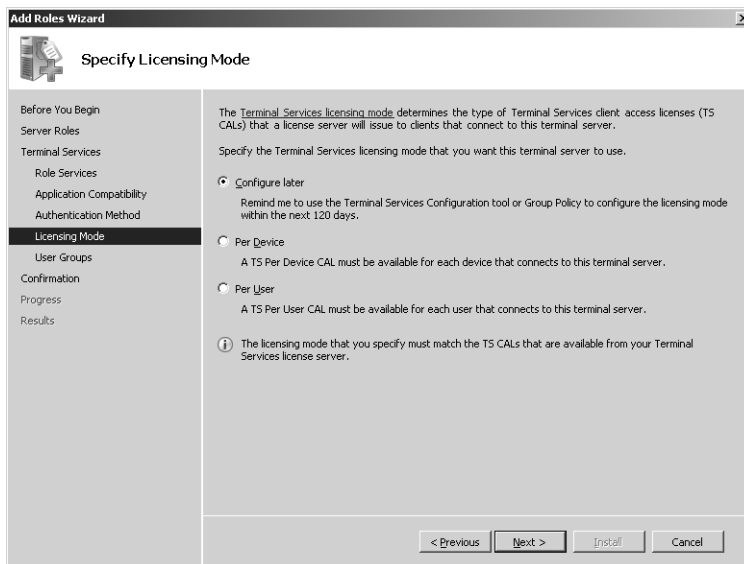 Add Roles Wizard
Specify Licensing Mode
Before You Begin
Server Roles
Terminal Services
Role Services
Application Compatibility
Authentication Method
Licensing Mode
User Groups
Confirmation
Progress
Results
The Terminal Services licensing mode determines the type of Terminal Services client access licenses (TS
CALs) that a license server will issue to clients that connect to this terminal server.
Specify the Terminal Services licensing mode that you want this terminal server to use.
Configure later
Remind me to use the Terminal Services Configuration tool or Group Policy to configure the licensing mode
within the next 120 days.
Per Device
A TS Per Device CAL must be available for each device that connects to this terminal server.
Per User
A TS Per User CAL must be available for each user that connects to this terminal server.
The licensing mode that you specify must match the TS CALs that are available from your Terminal
Services license server.
< Previous
Next >
Install
Cancel